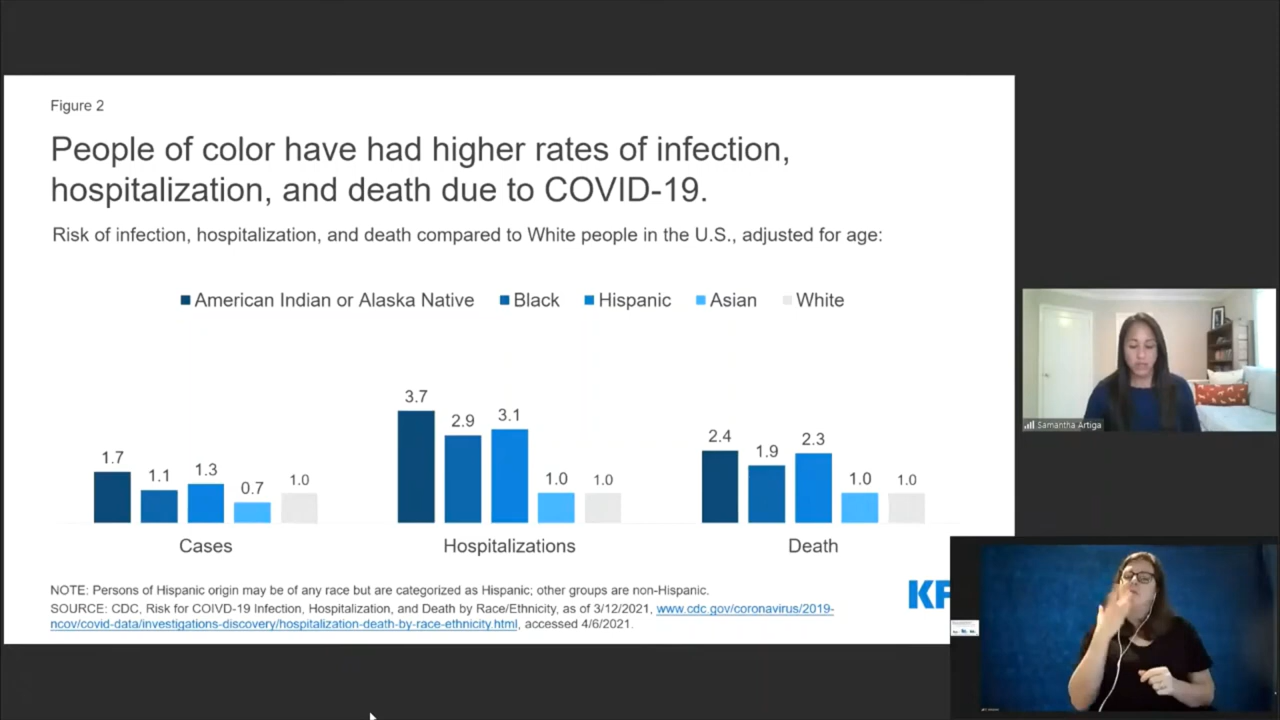 Figure 2
People of color have had higher rates of infection,
hospitalization, and death due to COVID-19.
Risk of infection, hospitalization, and death compared to White people in the U.S., adjusted for age:
American Indian or Alaska Native Black Hispanic Asian White
3.7
2.9
3.1
1.0
1.0
1.7
1.1
1.3
0.7
1.0
2.4
1.9
2.3
1.0
1.0
Cases Hospitalizations Death
NOTE: Persons of Hispanic origin may be of any race but are categorized as Hispanic; other groups are non-Hispanic.
SOURCE: CDC, Risk for COIVD-19 Infection, Hospitalization, and Death by Race/Ethnicity, as of 3/12/2021, www.cdc.gov/coronavirus/2019-
ncov/covid-data/investigations-discovery/hospitalization-death-by-race-ethnicity.html, accessed 4/6/2021.
Samantha Artiga